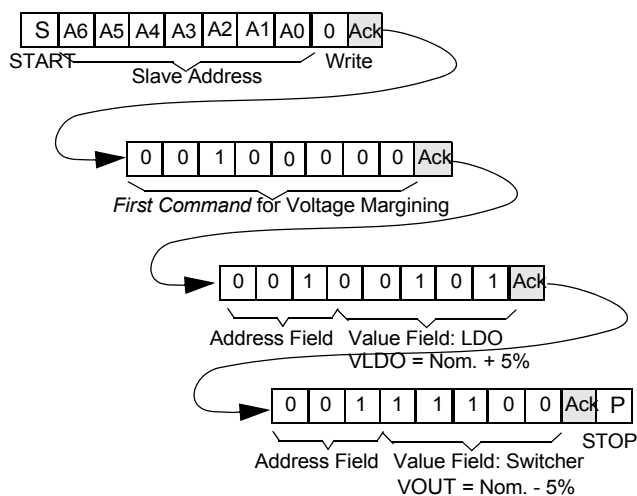 S A6 A5 A4 A3 A2 A1 A0 0 Ack
START Slave Address Write
0 0 1 0 0 0 0 0 Ack
First Command for Voltage Margining
0 0 1 0 0 1 0 1 Ack
Address Field Value Field: LDO
VLDO = Nom. + 5%
0 0 1 1 1 1 0 0 Ack P
STOP
Address Field Value Field: Switcher
VOUT = Nom. - 5%